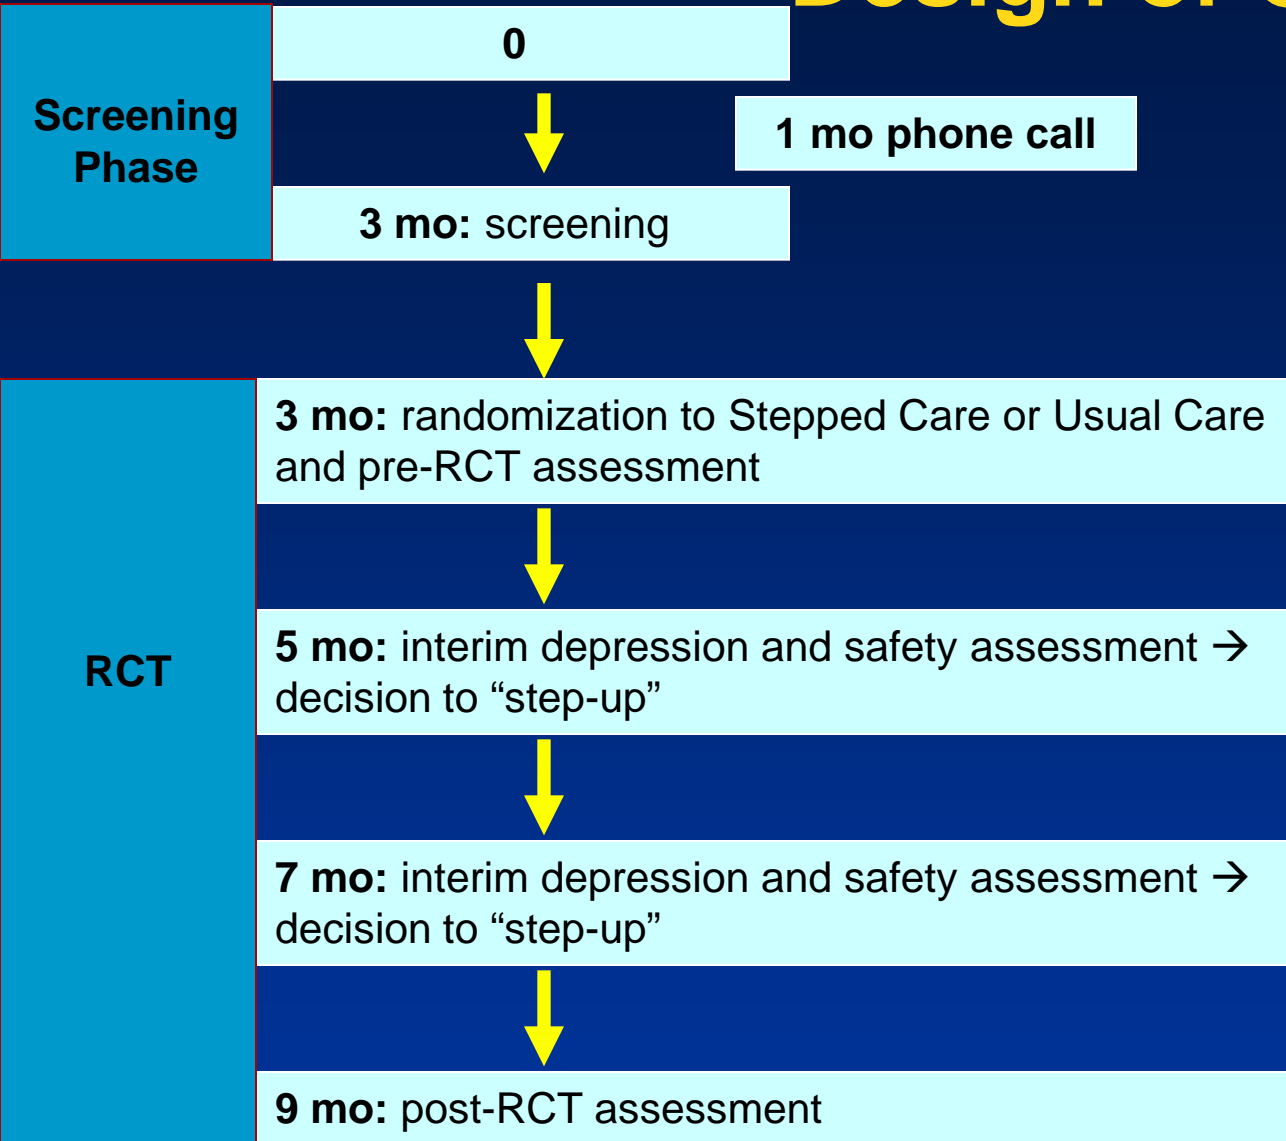 Design of
0
Screening
Phase
1 mo phone call
3 mo: screening
3 mo: randomization to Stepped Care or Usual Care
and pre-RCT assessment
RCT
5 mo: interim depression and safety assessment →
decision to “step-up”
7 mo: interim depression and safety assessment →
decision to “step-up”
9 mo: post-RCT assessment